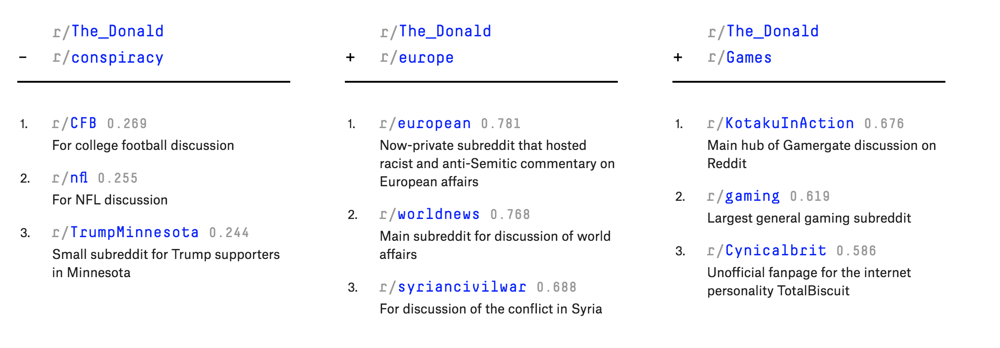 r/The_Donald
– r/conspiracy
1. r/CFB 0.269
For college football discussion
2. r/nfl 0.255
For NFL discussion
3. r/TrumpMinnesota 0.244
Small subreddit for Trump supporters
in Minnesota
r/The_Donald
+ r/europe
1. r/european 0.781
Now-private subreddit that hosted
racist and anti-Semitic commentary on
European affairs
2. r/worldnews 0.768
Main subreddit for discussion of world
affairs
3. r/syriancivilwar 0.688
For discussion of the conflict in Syria
r/The_Donald
+ r/Games
1. r/KotakuInAction 0.676
Main hub of Gamergate discussion on
Reddit
2. r/gaming 0.619
Largest general gaming subreddit
3. r/Cynicalbrit 0.586
Unofficial fanpage for the internet
personality TotalBiscuit